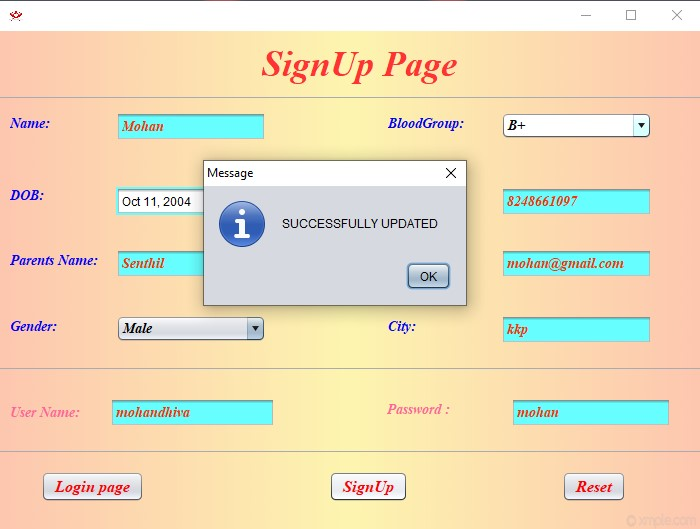 SignUp Page
Name:
Mohan
BloodGroup:
B+
DOB:
Oct 11, 2004
8248661097
Message
SUCCESSFULLY UPDATED
OK
Parents Name:
Senthil
mohan@gmail.com
Gender:
Male
City:
kkp
User Name:
mohandhiva
Password :
mohan
Login page
SignUp
Reset